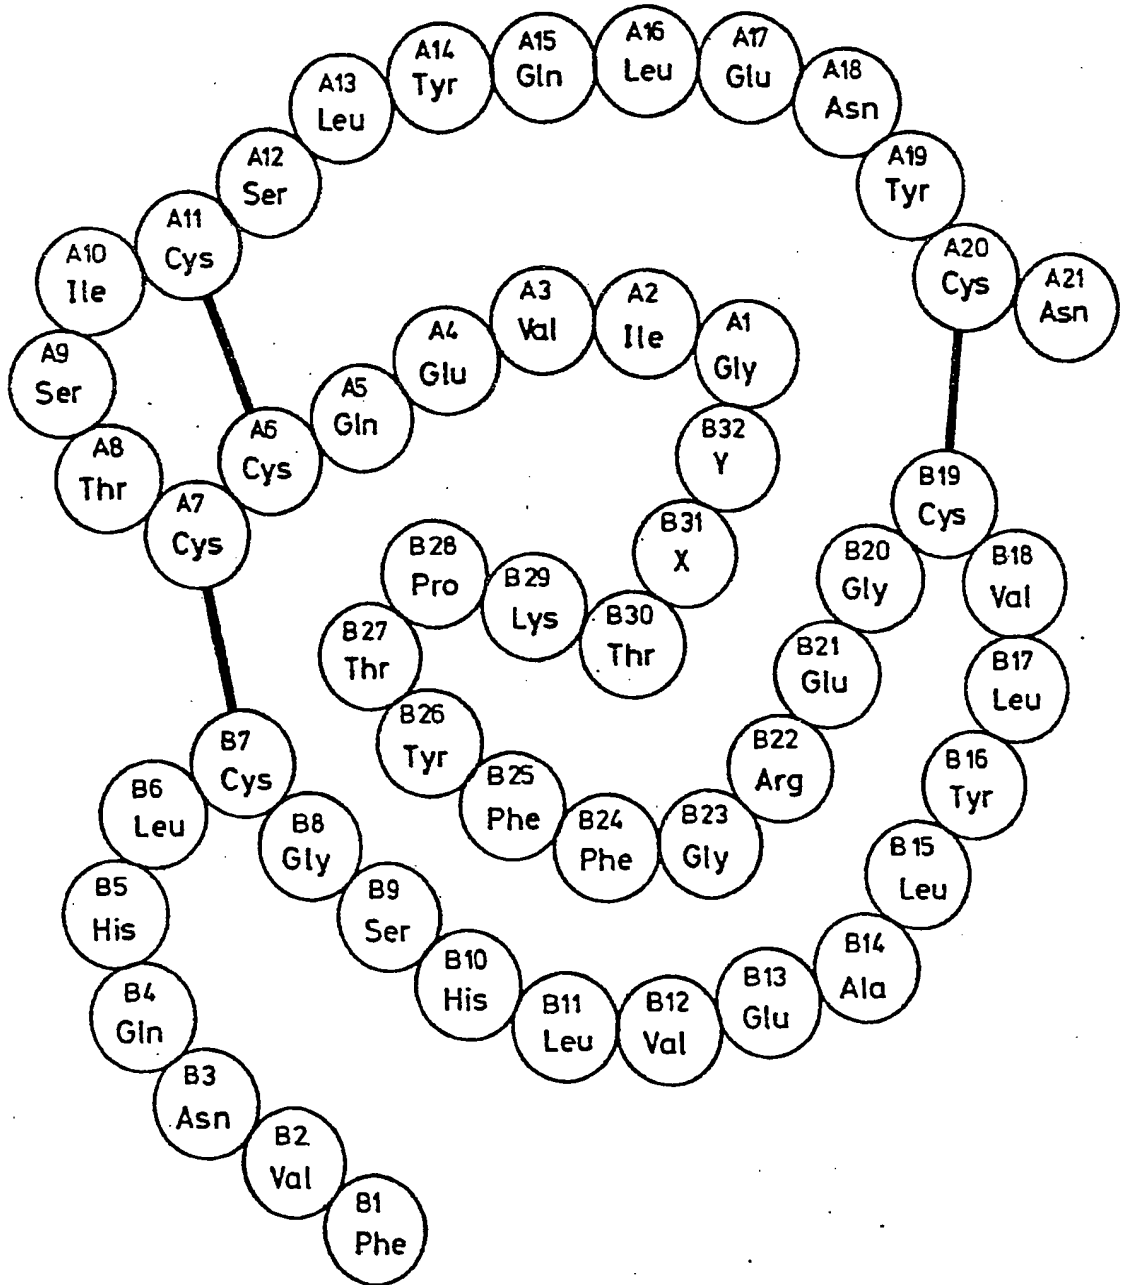 A14
Tyr
A15
Gln
A16
Leu
A17
Glu
A13
Leu
A18
Asn
A12
Ser
A19
Tyr
A11
Cys
A10
Ile
A20
Cys
A21
Asn
A9
Ser
A8
Thr
A7
Cys
A6
Cys
A5
Gln
A4
Glu
A3
Val
A2
Ile
A1
Gly
B32
Y
B31
X
B30
Thr
B29
Lys
B28
Pro
B27
Thr
B26
Tyr
B25
Phe
B24
Phe
B23
Gly
B22
Arg
B21
Glu
B20
Gly
B19
Cys
B18
Val
B17
Leu
B16
Tyr
B15
Leu
B14
Ala
B13
Glu
B12
Val
B11
Leu
B10
His
B9
Ser
B8
Gly
B7
Cys
B6
Leu
B5
His
B4
Gln
B3
Asn
B2
Val
B1
Phe